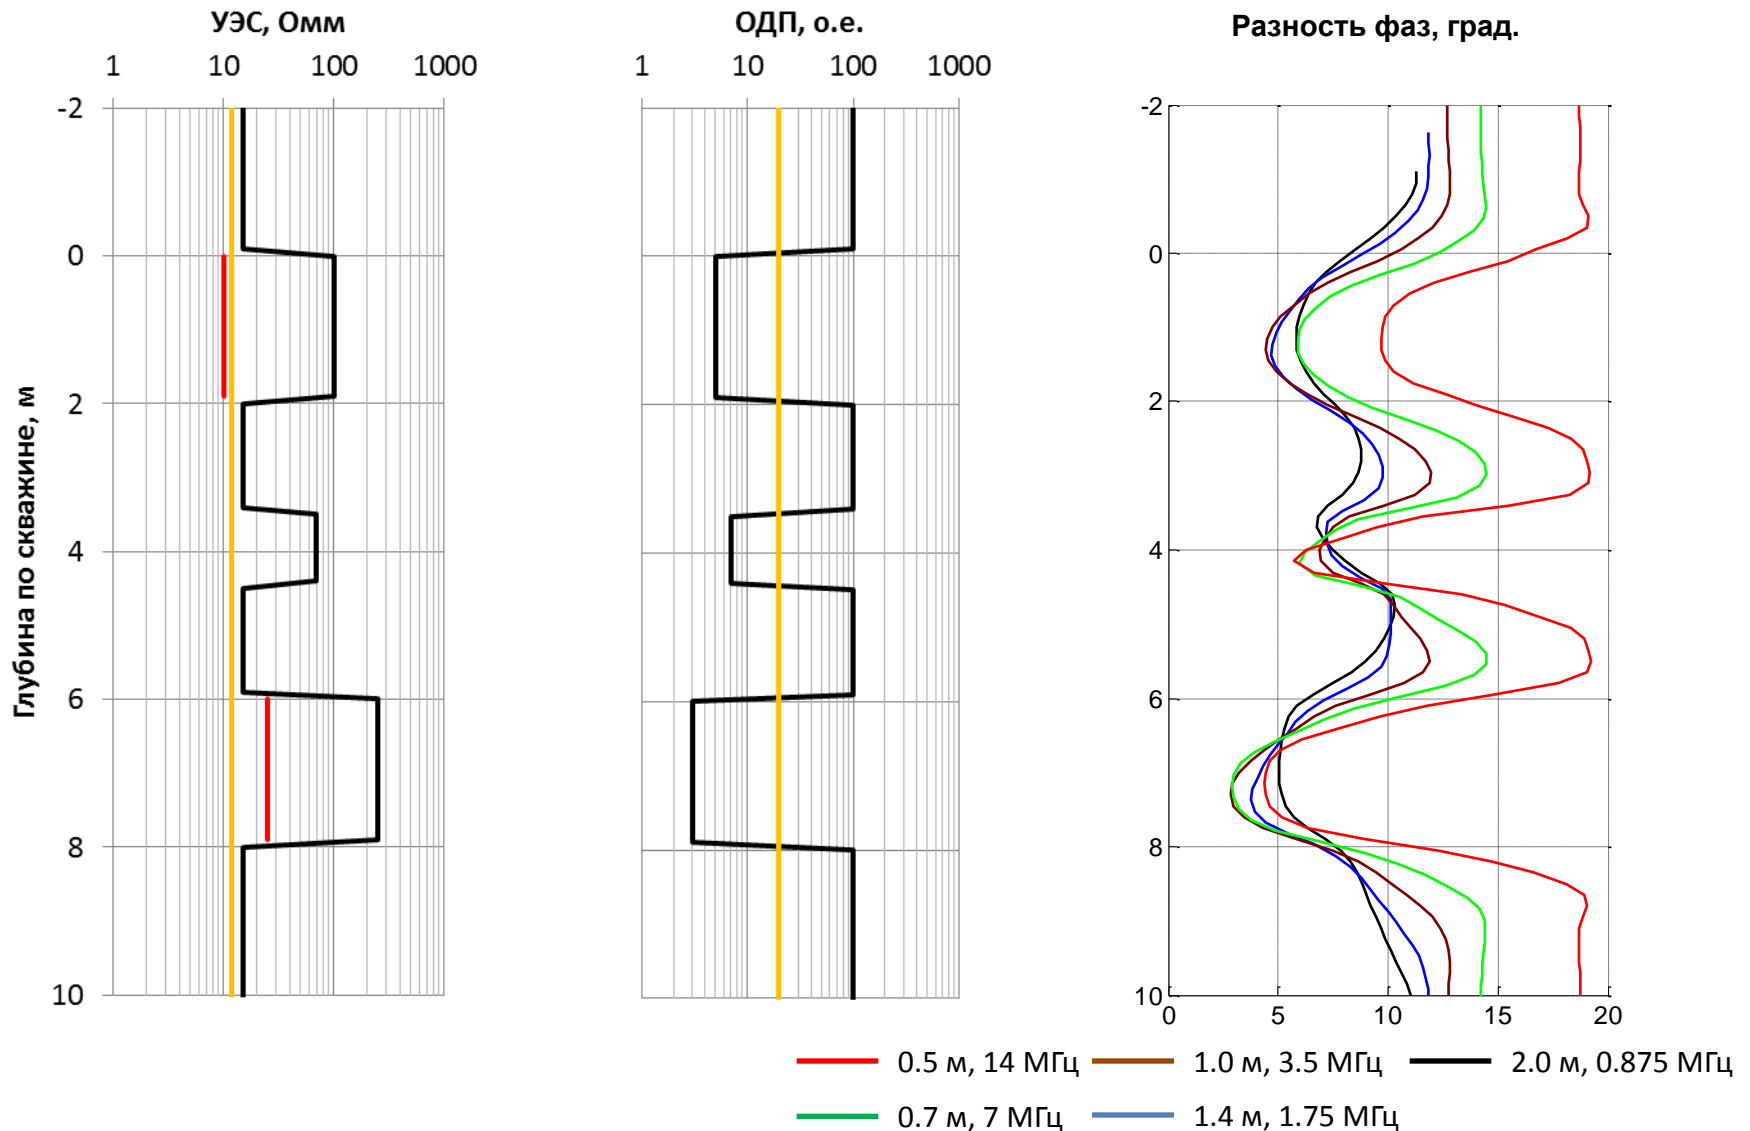 УЭС, Омм
ОДП, о.е.
Разность фаз, град.
1 10 100 1000
1 10 100 1000
-2
0
2
4
6
8
10
Глубина по скважине, м
-2
0
2
4
6
8
10
0 5 10 15 20
0.5 м, 14 МГц
1.0 м, 3.5 МГц
2.0 м, 0.875 МГц
0.7 м, 7 МГц
1.4 м, 1.75 МГц